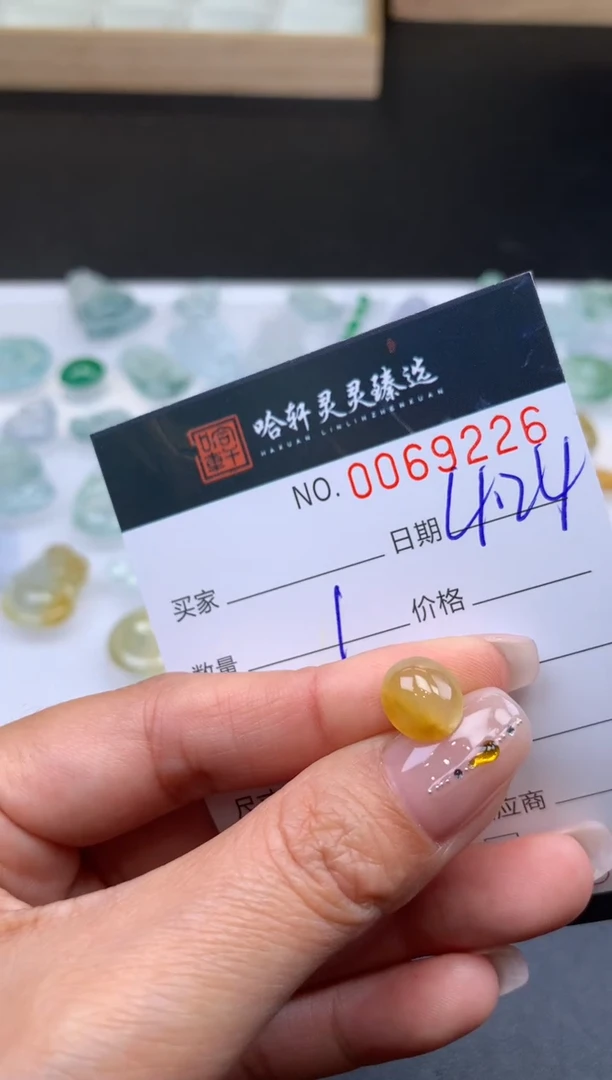 哈轩灵灵臻选
HAXUAN LINLINZHENXUAN
NO. 0069226
日期 4.24
买家
数量 1 价格
应商